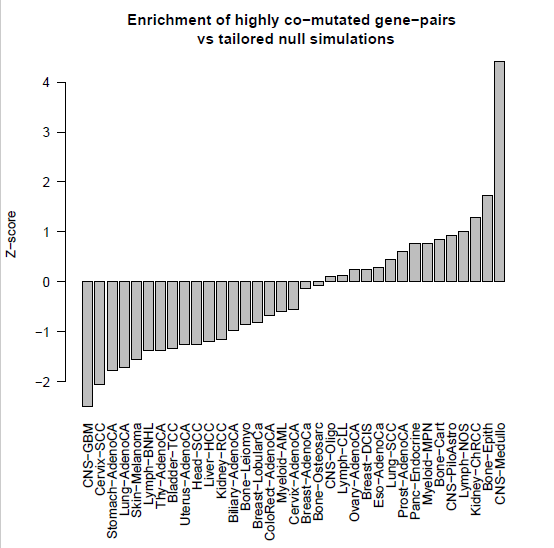 Enrichment of highly co−mutated gene−pairs
vs tailored null simulations
Z−score
4
3
2
1
0
−1
−2
CNS−GBM
Cervix−SCC
Stomach−AdenoCA
Lung−AdenoCA
Skin−Melanoma
Lymph−BNHL
Thy−AdenoCA
Bladder−TCC
Uterus−AdenoCA
Head−SCC
Liver−HCC
Kidney−RCC
Biliary−AdenoCA
Bone−Leiomyo
Breast−LobularCa
ColoRect−AdenoCA
Myeloid−AML
Cervix−AdenoCA
Breast−AdenoCa
Bone−Osteosarc
CNS−Oligo
Lymph−CLL
Ovary−AdenoCA
Breast−DCIS
Eso−AdenoCa
Lung−SCC
Prost−AdenoCA
Panc−Endocrine
Myeloid−MPN
Bone−Cart
CNS−PiloAstro
Lymph−NOS
Kidney−ChRCC
Bone−Epith
CNS−Medullo